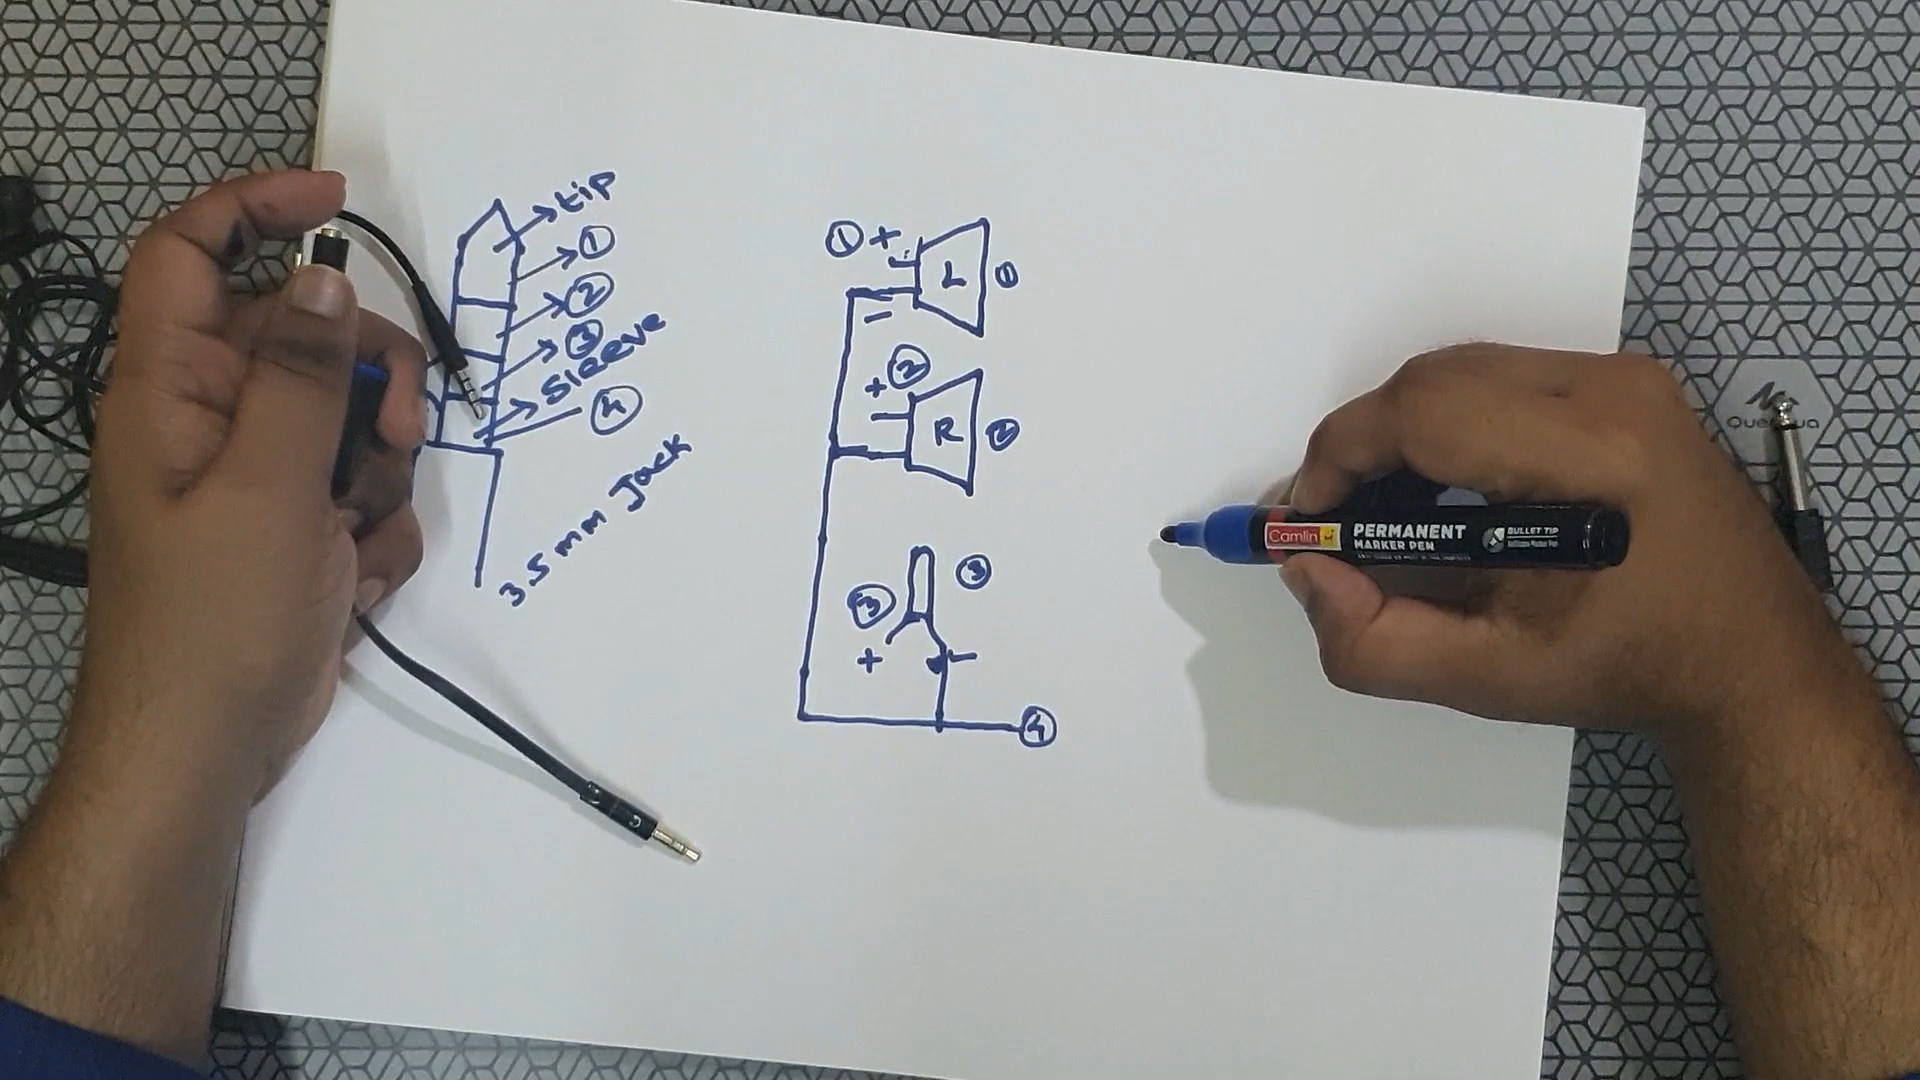 tip
①
②
③
Sleeve
④
3.5 mm Jack
① +
L ①
-
②
+
R ②
③ ③
+ -
④
Camlin PERMANENT
MARKER PEN
BULLET TIP
Quechua